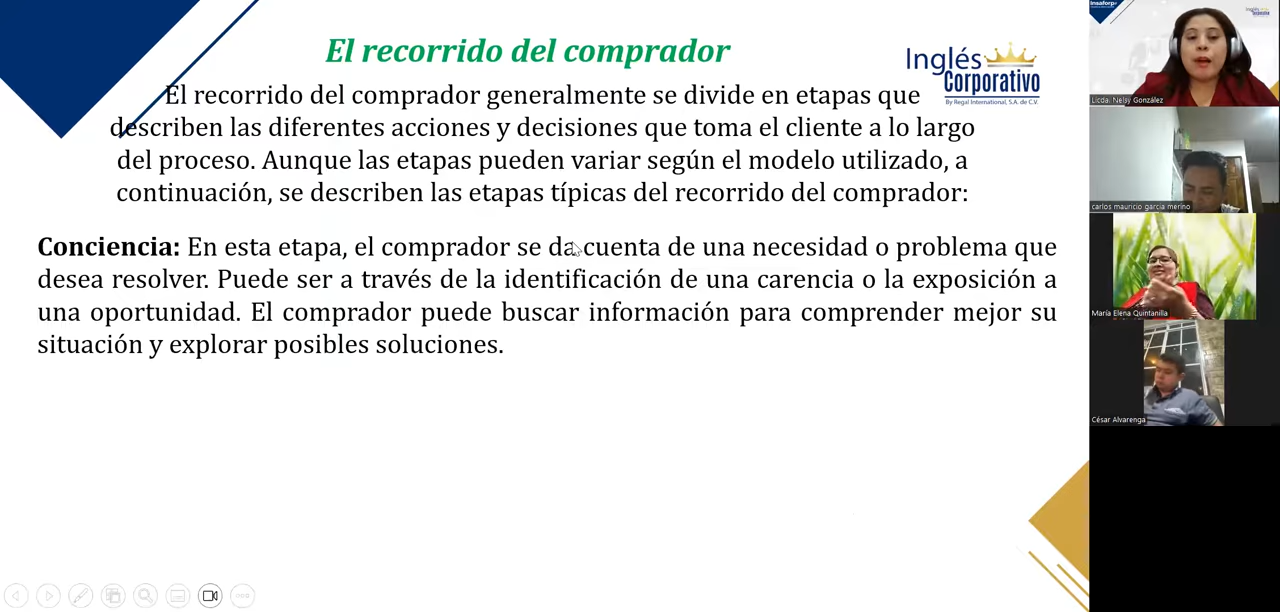 El recorrido del comprador
Inglés
Corporativo
By Regal International, S.A. de C.V.
El recorrido del comprador generalmente se divide en etapas que
describen las diferentes acciones y decisiones que toma el cliente a lo largo
del proceso. Aunque las etapas pueden variar según el modelo utilizado, a
continuación, se describen las etapas típicas del recorrido del comprador:
Conciencia: En esta etapa, el comprador se da cuenta de una necesidad o problema que
desea resolver. Puede ser a través de la identificación de una carencia o la exposición a
una oportunidad. El comprador puede buscar información para comprender mejor su
situación y explorar posibles soluciones.
Insaforp
Licda. Nelsy González
carlos mauricio garcia merino
María Elena Quintanilla
César Alvarenga